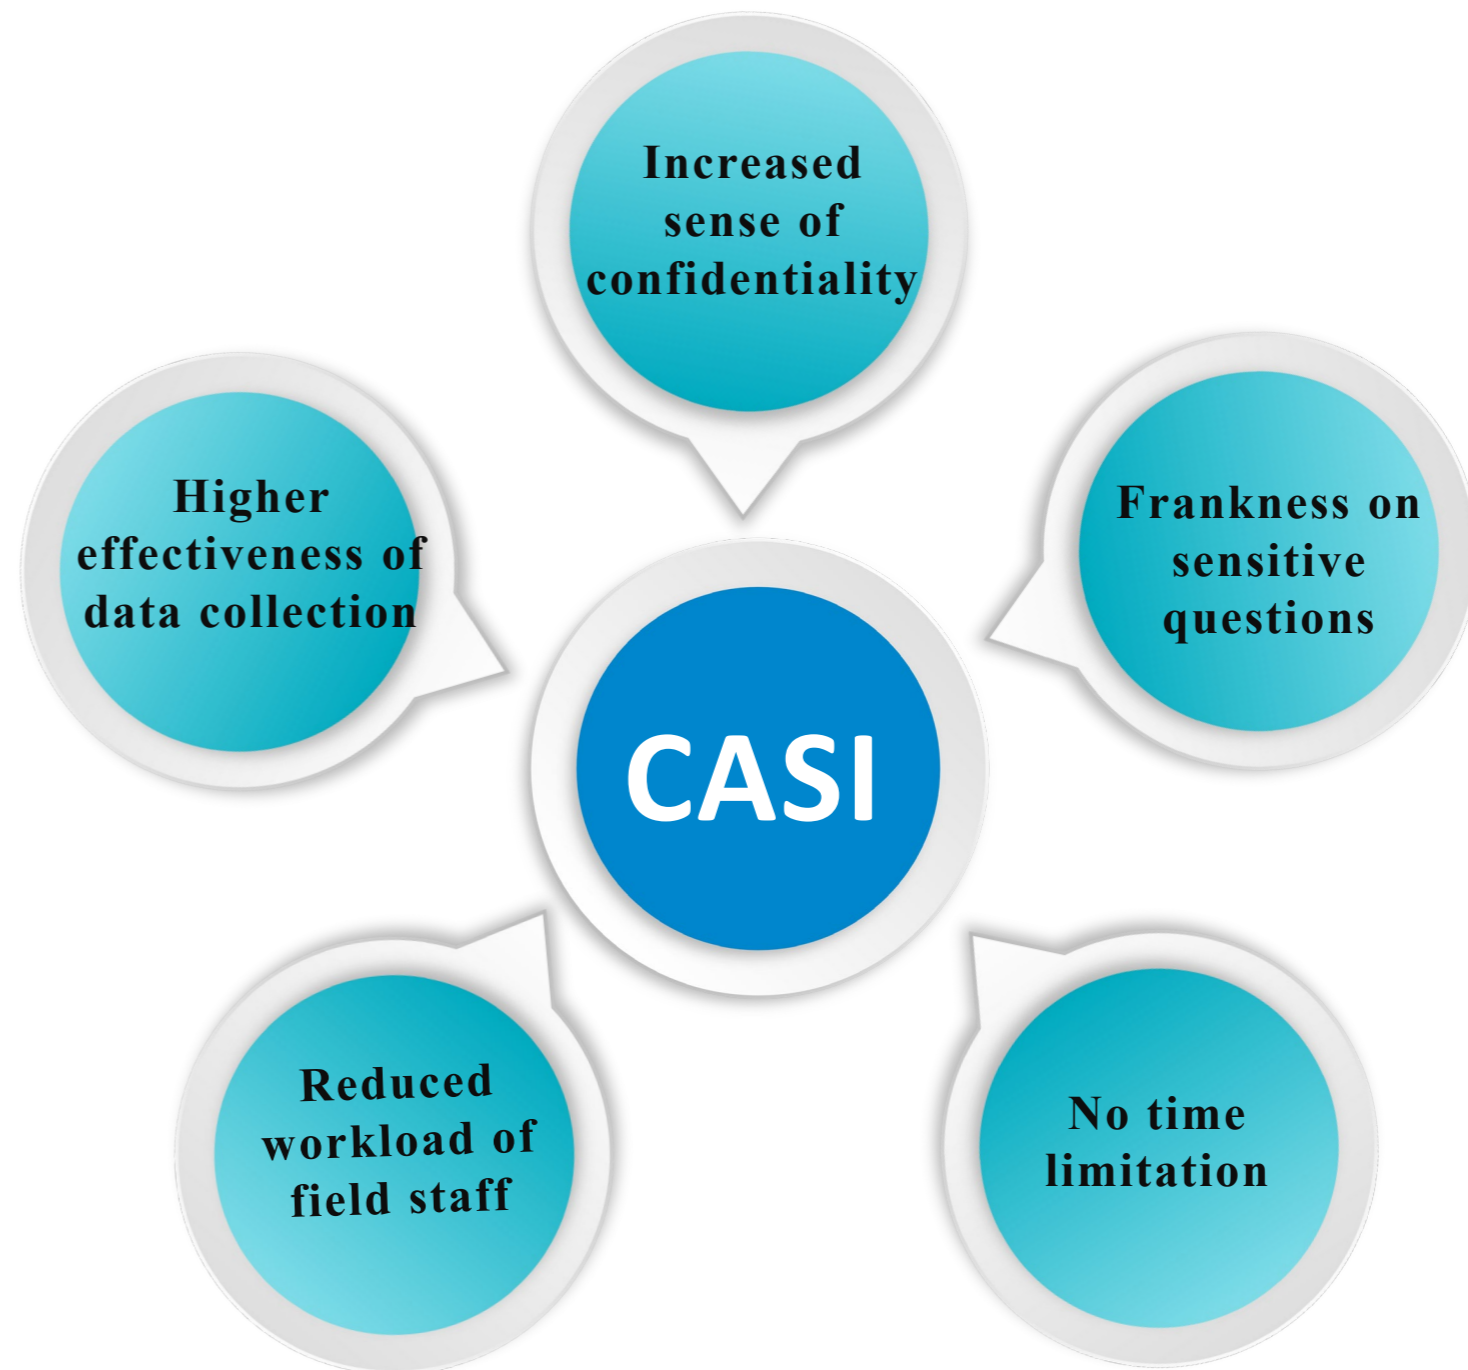 Increased
sense of
confidentiality
Higher
effectiveness of
data collection
Frankness on
sensitive
questions
CASI
Reduced
workload of
field staff
No time
limitation